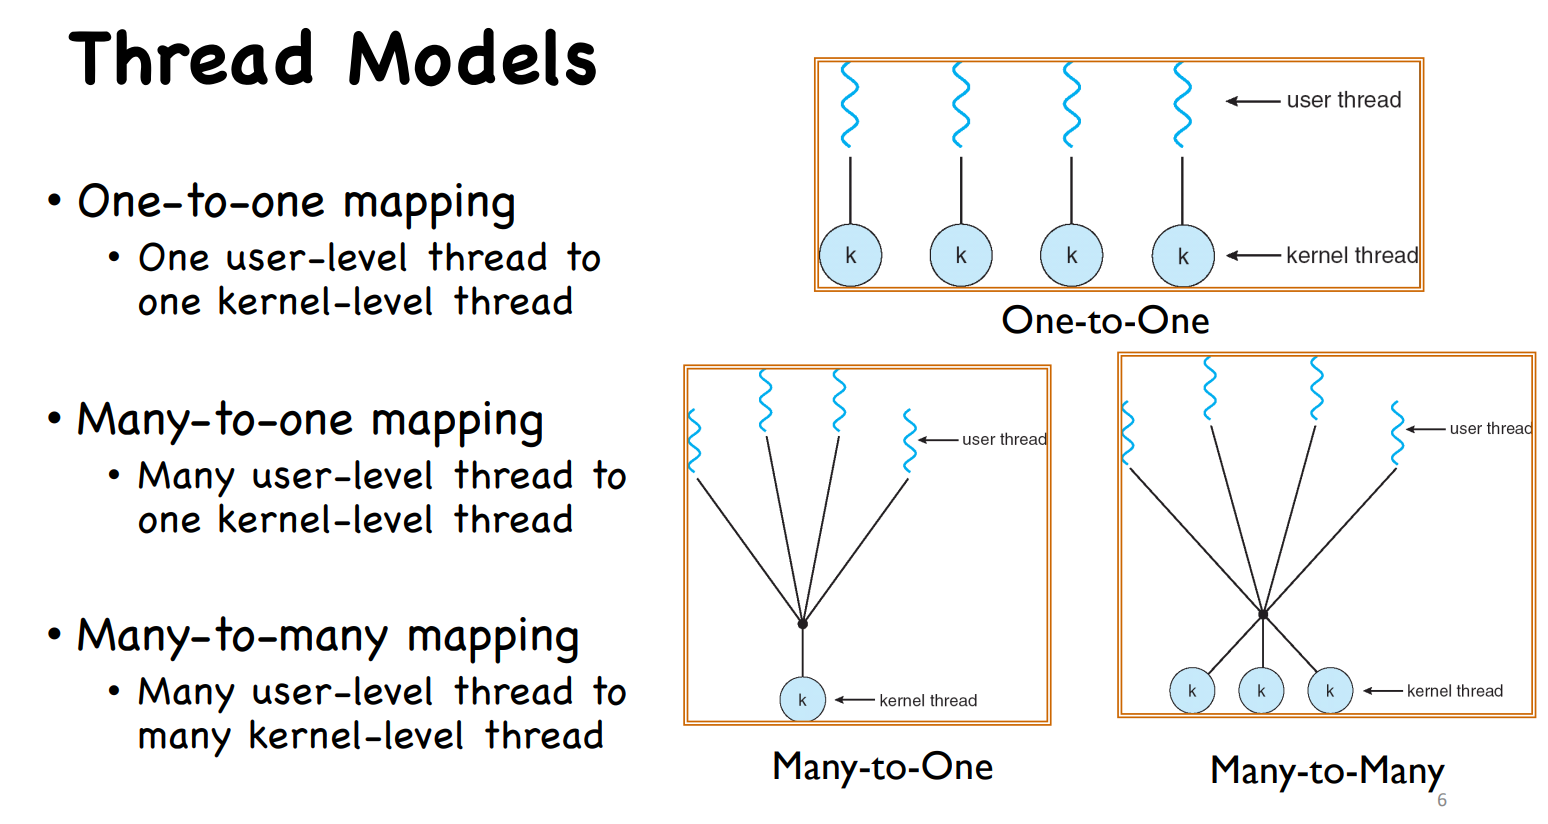 Thread Models
• One-to-one mapping
• One user-level thread to
one kernel-level thread
• Many-to-one mapping
• Many user-level thread to
one kernel-level thread
• Many-to-many mapping
• Many user-level thread to
many kernel-level thread
user thread
k k k k
kernel thread
One-to-One
user thread
k
kernel thread
Many-to-One
user thread
k k k
kernel thread
Many-to-Many
6